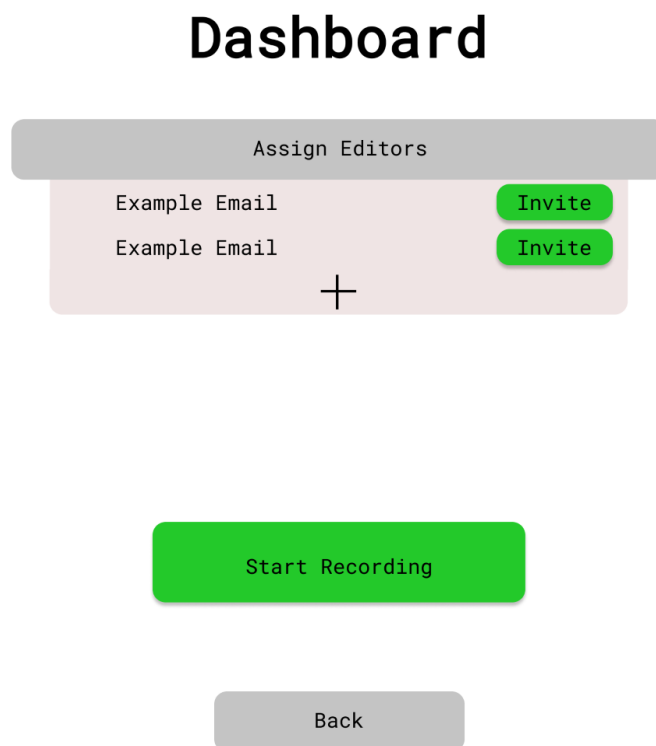 Dashboard
Assign Editors
Example Email Invite
Example Email Invite
+
Start Recording
Back